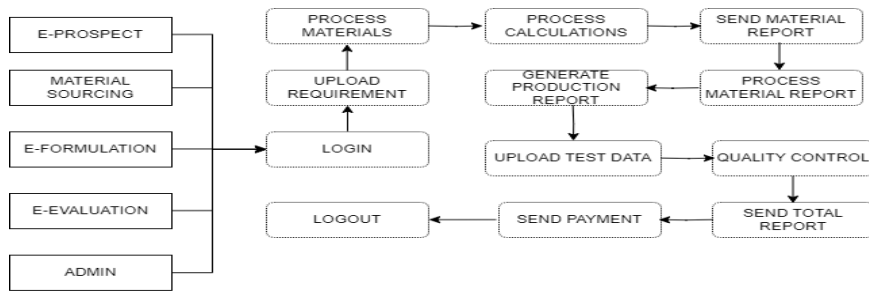 E-PROSPECT
MATERIAL
SOURCING
E-FORMULATION
E-EVALUATION
ADMIN
PROCESS
MATERIALS
UPLOAD
REQUIREMENT
LOGIN
PROCESS
CALCULATIONS
SEND MATERIAL
REPORT
GENERATE
PRODUCTION
REPORT
PROCESS
MATERIAL REPORT
UPLOAD TEST DATA
QUALITY CONTROL
LOGOUT
SEND PAYMENT
SEND TOTAL
REPORT